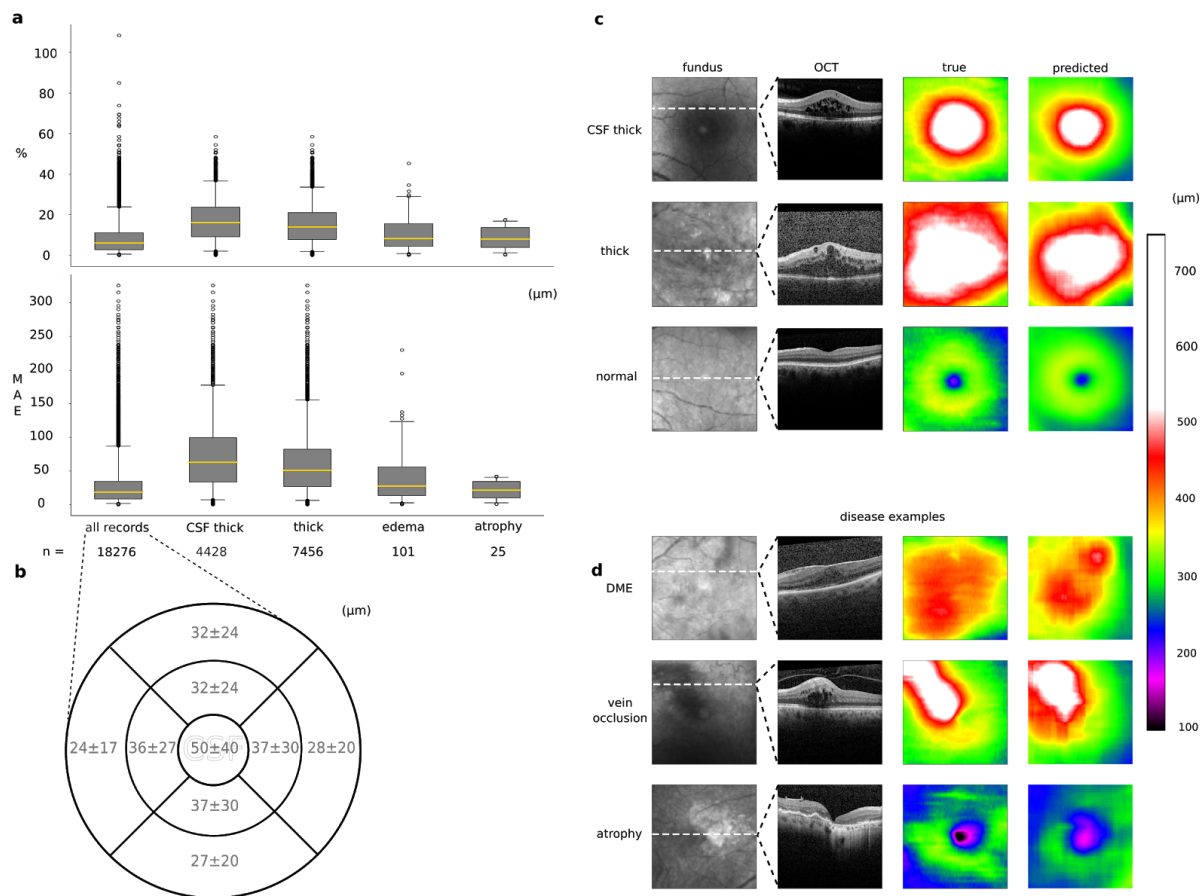 a
100
80
60
%
40
20
0
(µm)
300
250
200
M
A
E
150
100
50
0
all records CSF thick thick edema atrophy
n = 18276 4428 7456 101 25
b
(µm)
32±24
32±24
24±17 36±27 50±40 37±30 28±20
CSF
37±30
27±20
c
fundus OCT true predicted
CSF thick
thick
normal
(µm)
700
600
500
400
300
200
100
disease examples
d
DME
vein
occlusion
atrophy